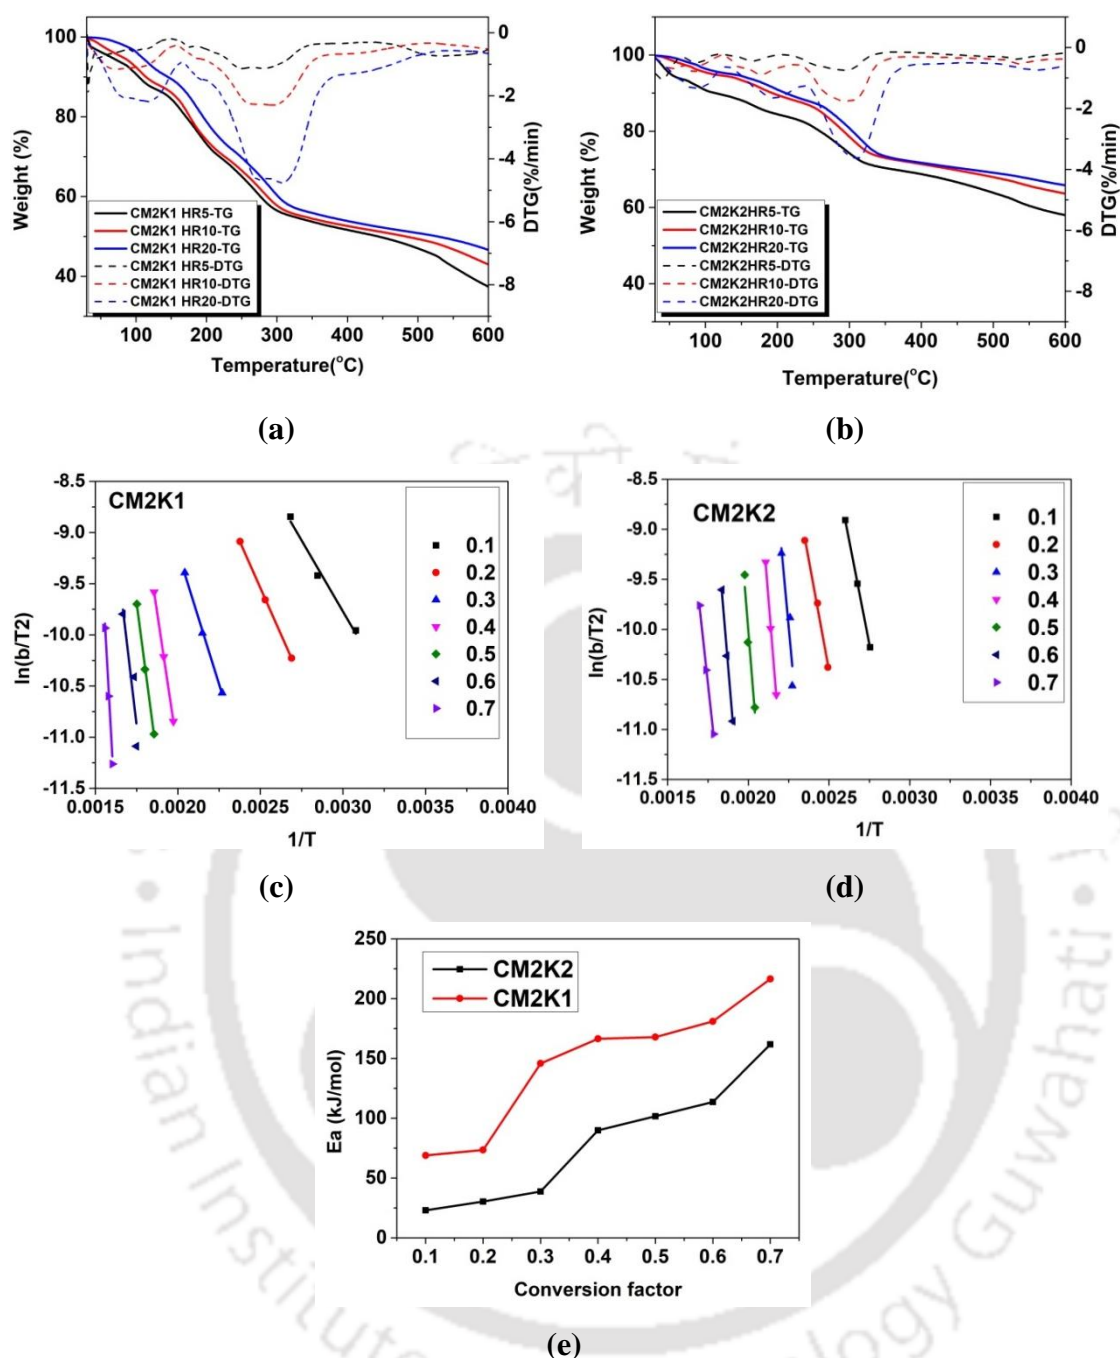 100
80
60
40
Weight (%)
0
-2
-4
-6
-8
DTG(%/min)
CM2K1 HR5-TG
CM2K1 HR10-TG
CM2K1 HR20-TG
CM2K1 HR5-DTG
CM2K1 HR10-DTG
CM2K1 HR20-DTG
100 200 300 400 500 600
Temperature(°C)
(a)
100
80
60
40
Weight (%)
0
-2
-4
-6
-8
DTG(%/min)
CM2K2HR5-TG
CM2K2HR10-TG
CM2K2HR20-TG
CM2K2HR5-DTG
CM2K2HR10-DTG
CM2K2HR20-DTG
100 200 300 400 500 600
Temperature(°C)
(b)
-8.5
-9.0
-9.5
-10.0
-10.5
-11.0
-11.5
ln(b/T2)
CM2K1
0.1
0.2
0.3
0.4
0.5
0.6
0.7
0.0015 0.0020 0.0025 0.0030 0.0035 0.0040
1/T
(c)
-8.5
-9.0
-9.5
-10.0
-10.5
-11.0
-11.5
ln(b/T2)
CM2K2
0.1
0.2
0.3
0.4
0.5
0.6
0.7
0.0015 0.0020 0.0025 0.0030 0.0035 0.0040
1/T
(d)
250
200
150
100
50
0
Ea (kJ/mol)
CM2K2
CM2K1
0.1 0.2 0.3 0.4 0.5 0.6 0.7
Conversion factor
(e)
Indian Institute
ology Guwahati